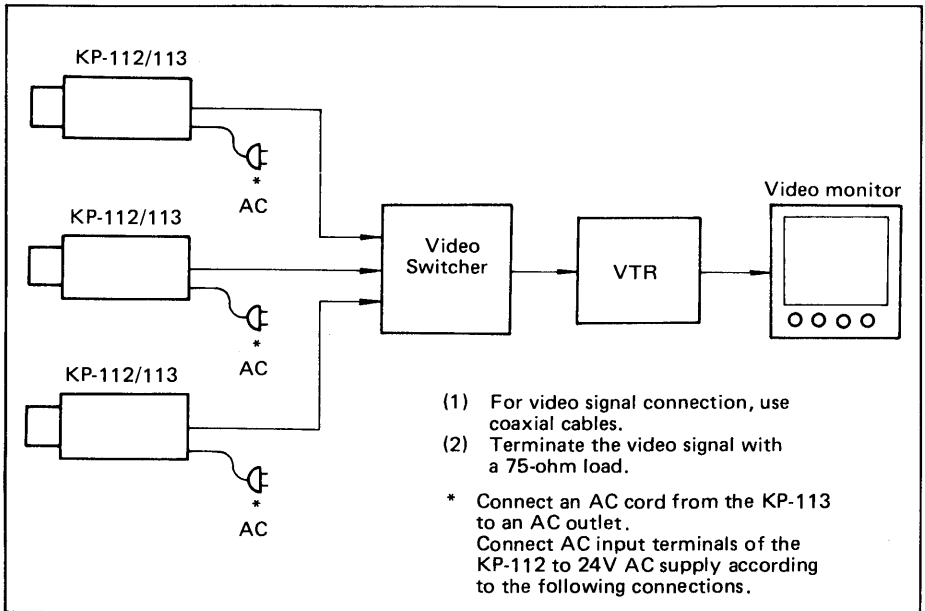 KP-112/113
*
AC
KP-112/113
*
AC
KP-112/113
*
AC
Video
Switcher
VTR
Video monitor
(1) For video signal connection, use
coaxial cables.
(2) Terminate the video signal with
a 75-ohm load.
* Connect an AC cord from the KP-113
to an AC outlet.
Connect AC input terminals of the
KP-112 to 24V AC supply according
to the following connections.